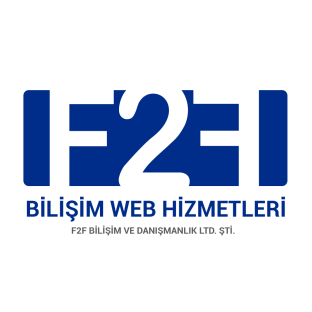 F2F
BİLİŞİM WEB HİZMETLERİ
F2F BİLİŞİM VE DANIŞMANLIK LTD. ŞTİ.